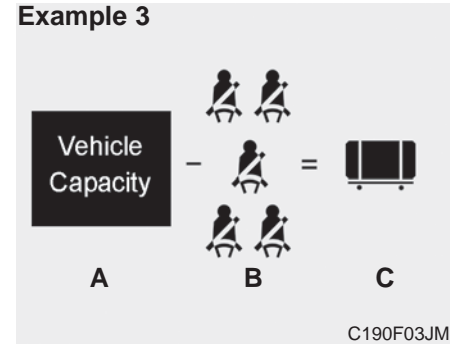 Example 3
Vehicle
Capacity
-
=
A B C
C190F03JM